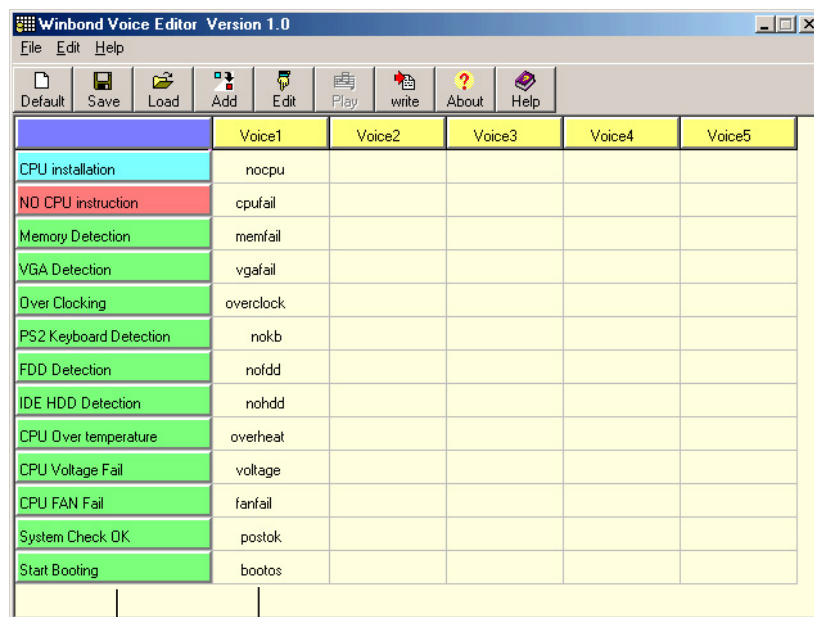 Winbond Voice Editor Version 1.0
File Edit Help
Default Save Load Add Edit Play write About Help
Voice1 Voice2 Voice3 Voice4 Voice5
CPU installation nocpu
NO CPU instruction cpufail
Memory Detection memfail
VGA Detection vgafail
Over Clocking overclock
PS2 Keyboard Detection nokb
FDD Detection nofdd
IDE HDD Detection nohdd
CPU Over temperature overheat
CPU Voltage Fail voltage
CPU FAN Fail fanfail
System Check OK postok
Start Booting bootos